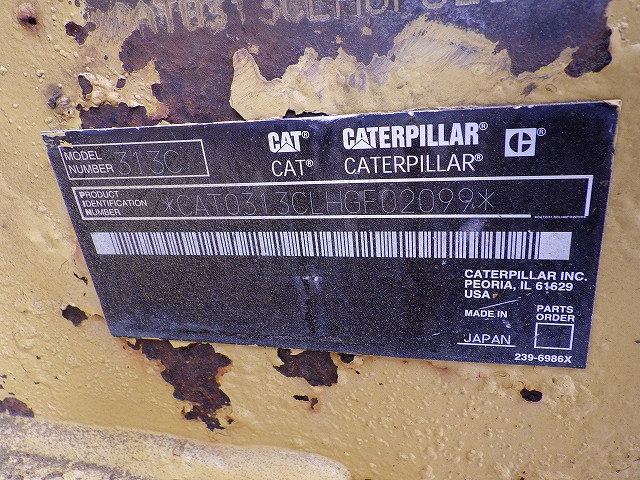 MODEL NUMBER 313C
CAT® CATERPILLAR®
CAT® CATERPILLAR®
PRODUCT IDENTIFICATION NUMBER *CAT0313CLHGF02099*
CATERPILLAR INC.
PEORIA, IL 61629
USA
MADE IN JAPAN
PARTS ORDER
239-6986X